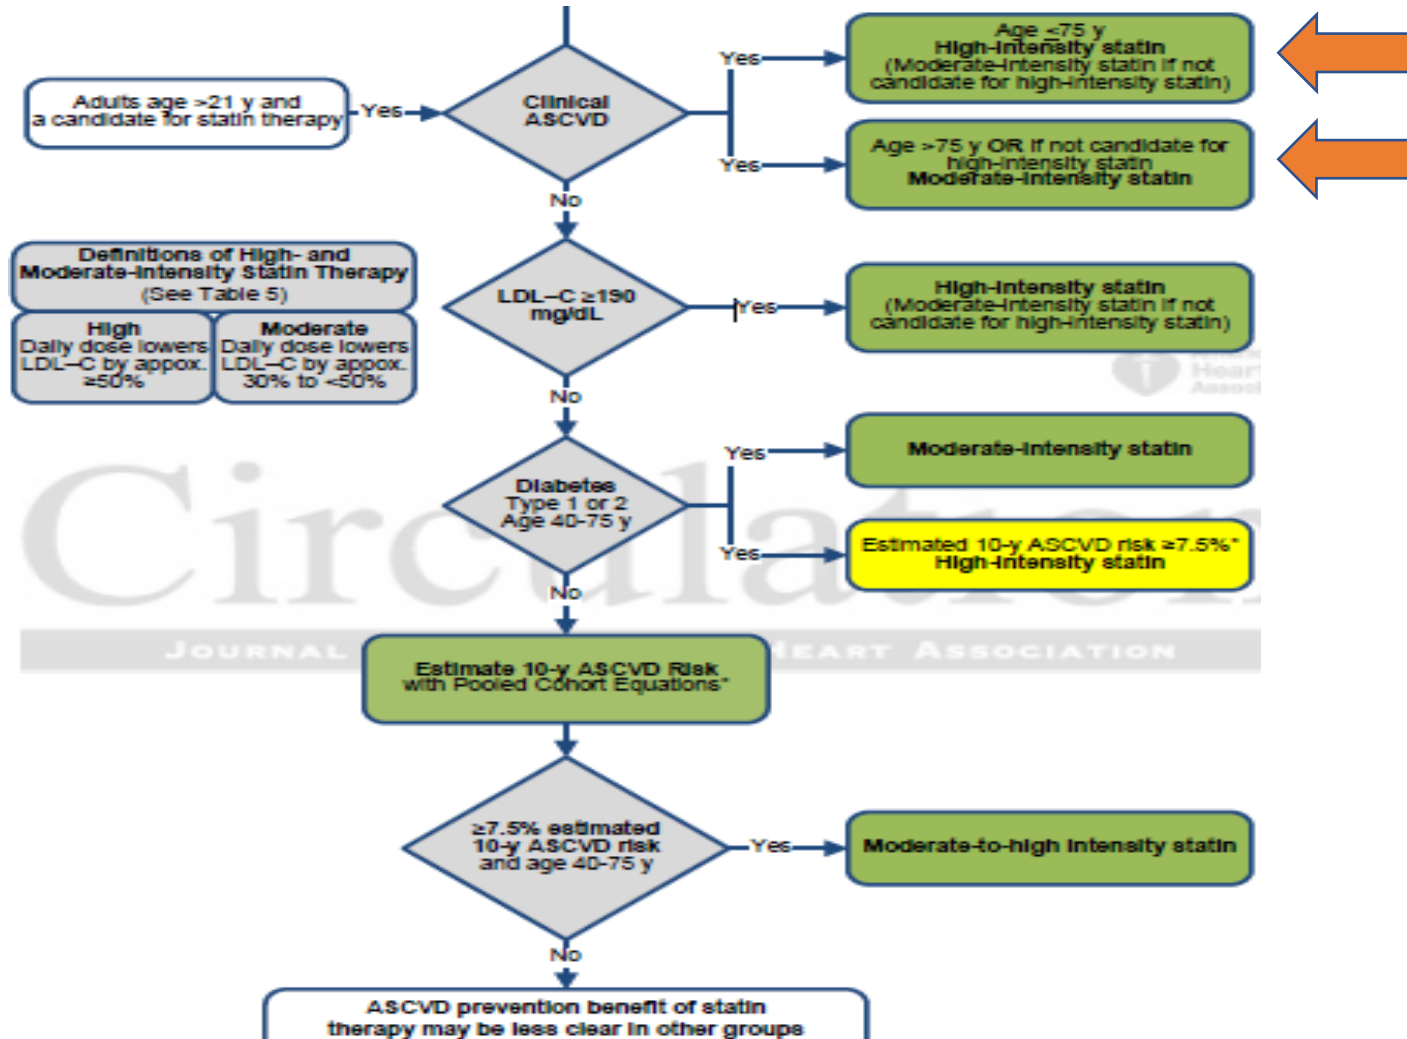 Age <75 y
High-Intensity statin
(Moderate-Intensity statin if not
candidate for high-intensity statin)
Adults age >21 y and
a candidate for statin therapy
Yes
Clinical
ASCVD
Yes
Yes
Age >75 y OR if not candidate for
high-intensity statin
Moderate-Intensity statin
No
Definitions of High- and
Moderate-Intensity Statin Therapy
(See Table 5)
High
Daily dose lowers
LDL–C by appox.
≥50%
Moderate
Daily dose lowers
LDL–C by appox.
30% to <50%
LDL–C ≥190
mg/dL
Yes
High-Intensity statin
(Moderate-intensity statin if not
candidate for high-intensity statin)
Heart
No
Diabetes
Type 1 or 2
Age 40-75 y
Yes
Moderate-Intensity statin
Yes
Estimated 10-y ASCVD risk ≥7.5%*
High-Intensity statin
Circulation
No
JOURNAL HEART ASSOCIATION
Estimate 10-y ASCVD Risk
with Pooled Cohort Equations*
≥7.5% estimated
10-y ASCVD risk
and age 40-75 y
Yes
Moderate-to-high Intensity statin
No
ASCVD prevention benefit of statin
therapy may be less clear in other groups